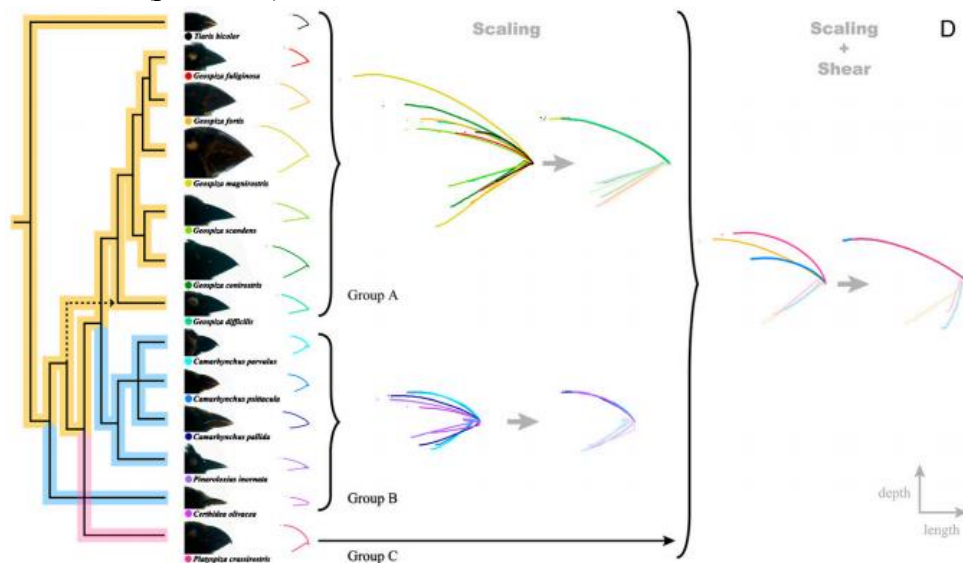 Scaling
Scaling
+
Shear
D
Tiaris bicolor
Geospiza fuliginosa
Geospiza fortis
Geospiza magnirostris
Geospiza scandens
Geospiza conirostris
Group A
Geospiza difficilis
Camarhynchus parvulus
Camarhynchus psittacula
Camarhynchus pallida
Pinaroloxias inornata
Group B
Certhidea olivacea
Group C
Platyspiza crassirostris
depth
length